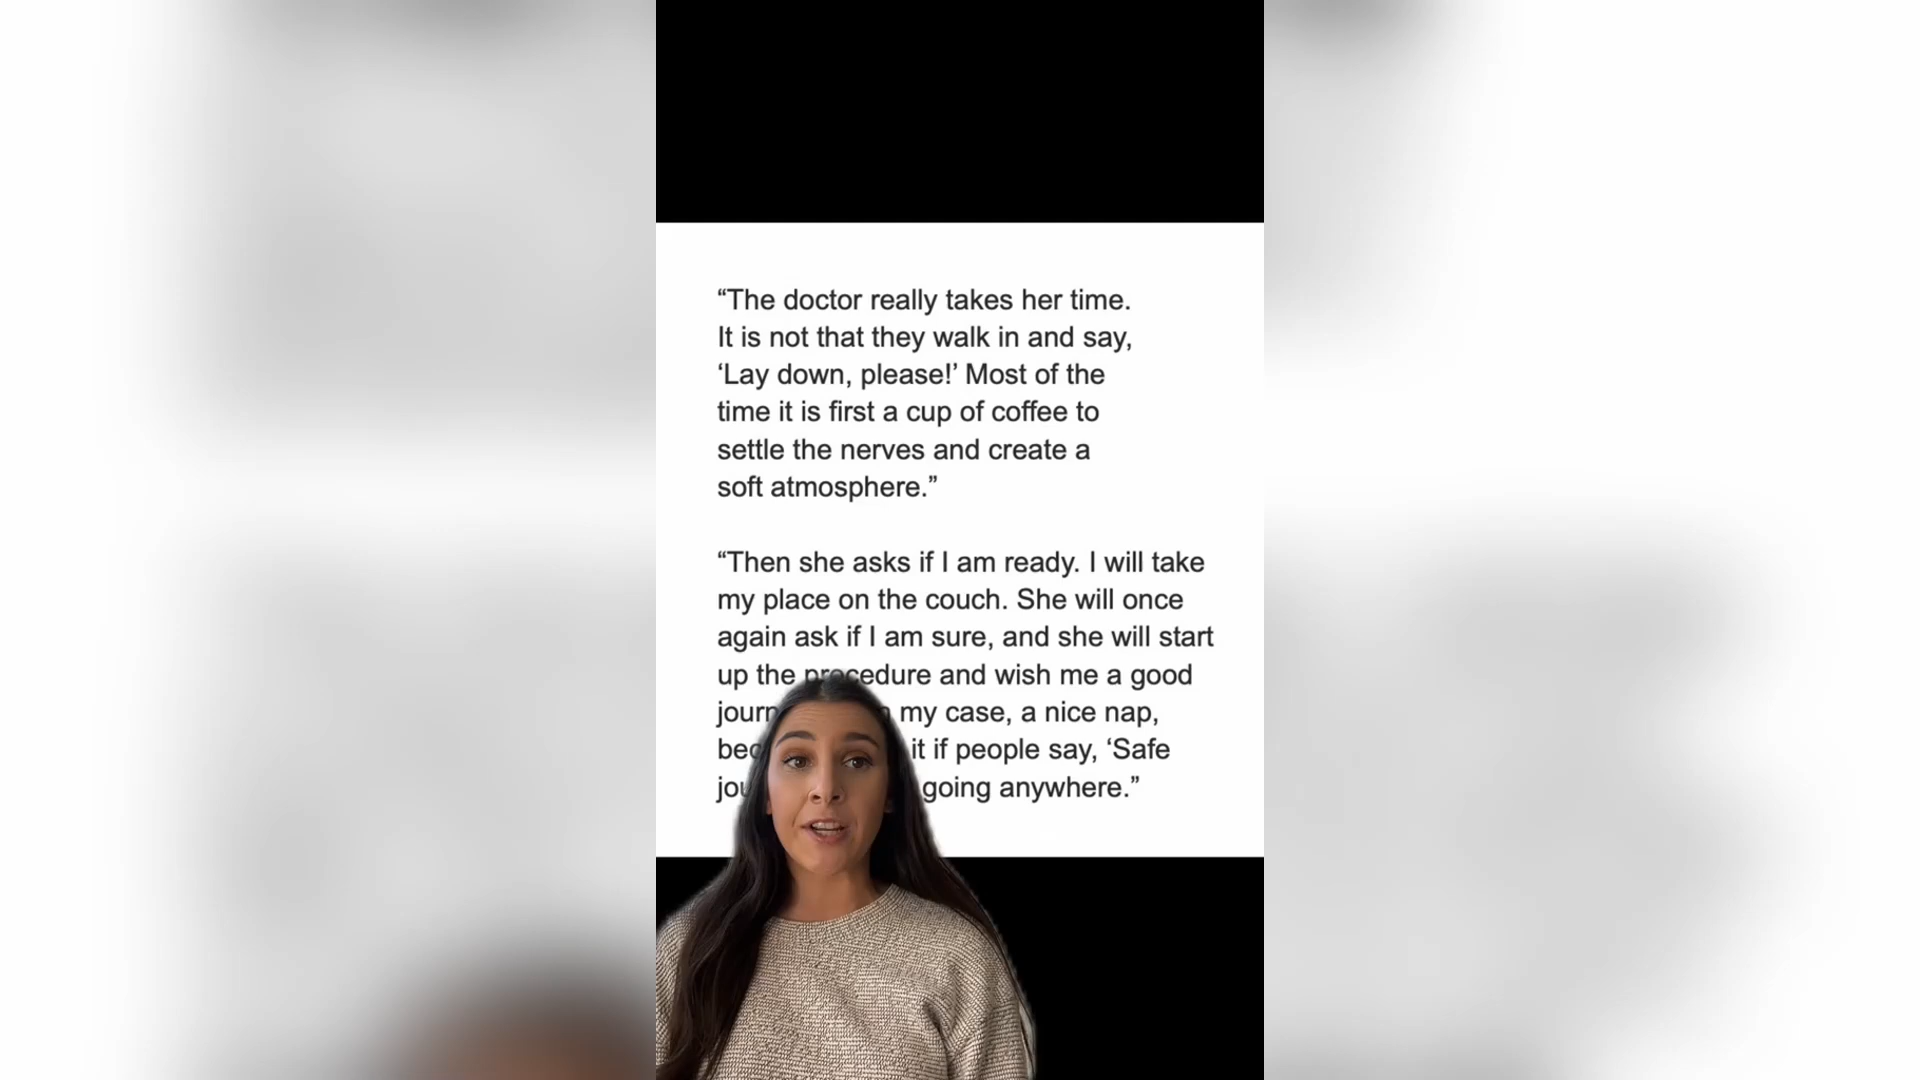 “The doctor really takes her time.
It is not that they walk in and say,
‘Lay down, please!’ Most of the
time it is first a cup of coffee to
settle the nerves and create a
soft atmosphere.”
“Then she asks if I am ready. I will take
my place on the couch. She will once
again ask if I am sure, and she will start
up the procedure and wish me a good
my case, a nice nap,
it if people say, ‘Safe
going anywhere.”